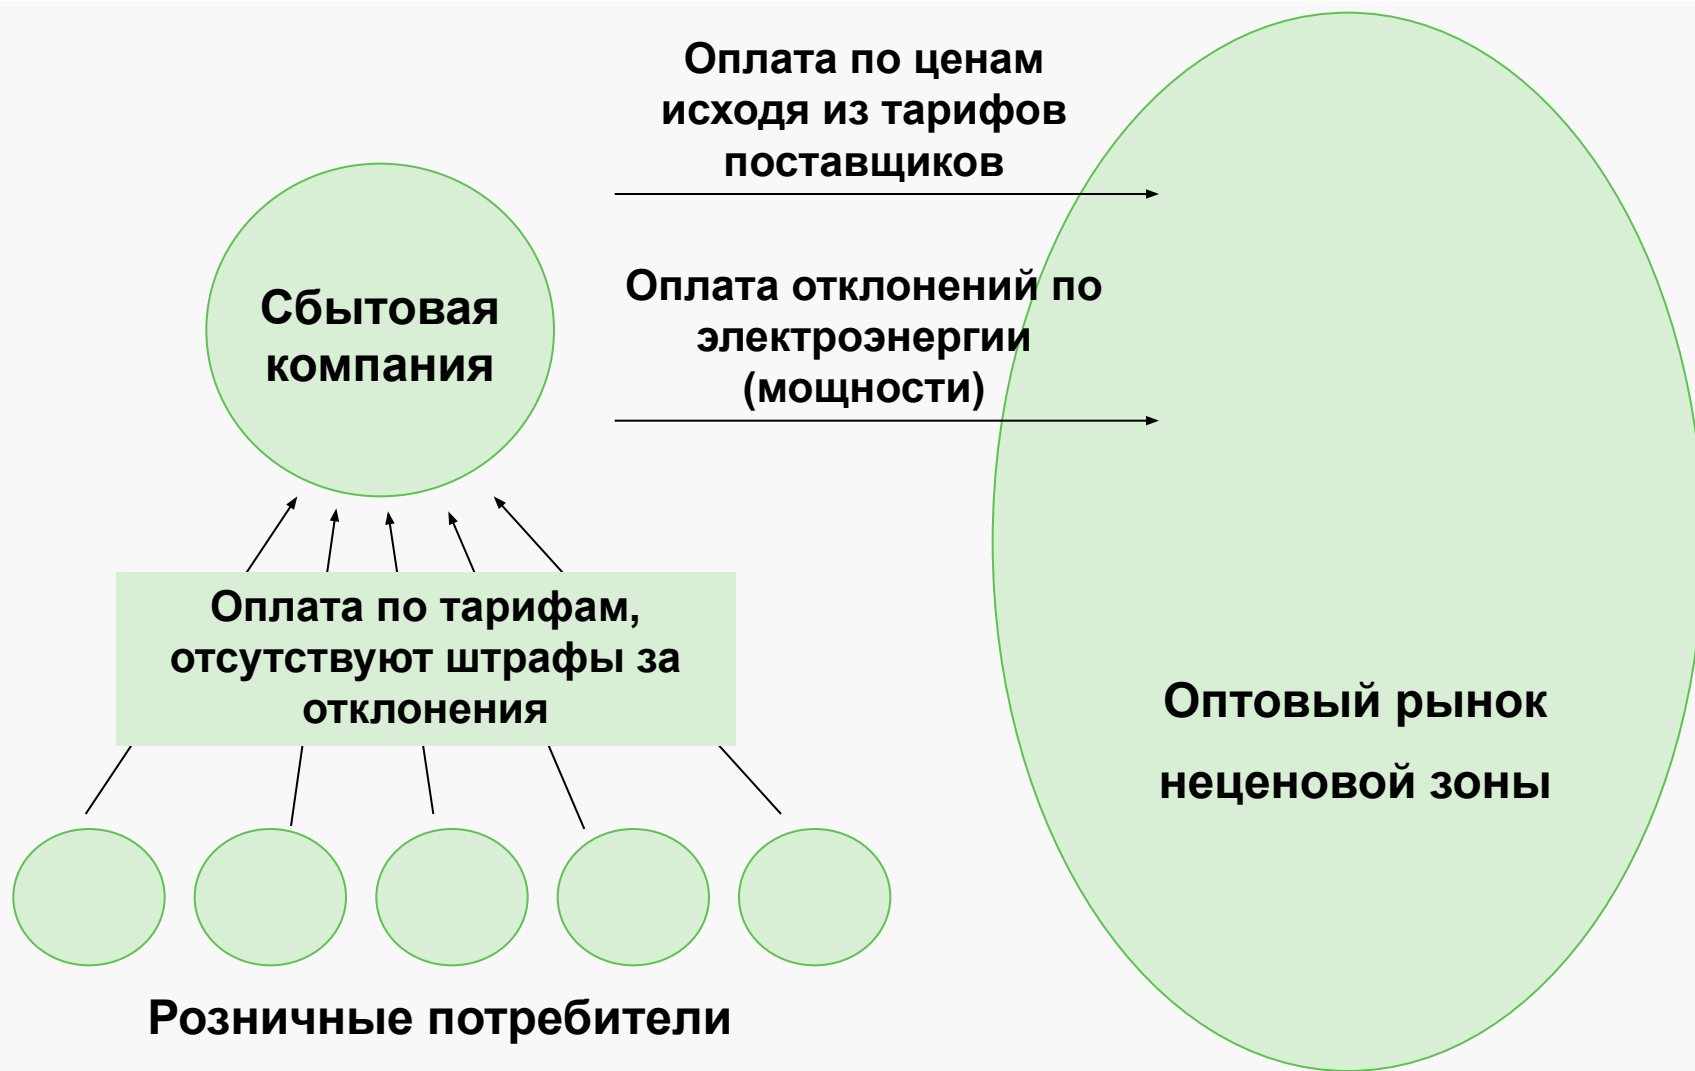 Оплата по ценам
исходя из тарифов
поставщиков
Сбытовая
компания
Оплата отклонений по
электроэнергии
(мощности)
Оплата по тарифам,
отсутствуют штрафы за
отклонения
Оптовый рынок
неценовой зоны
Розничные потребители